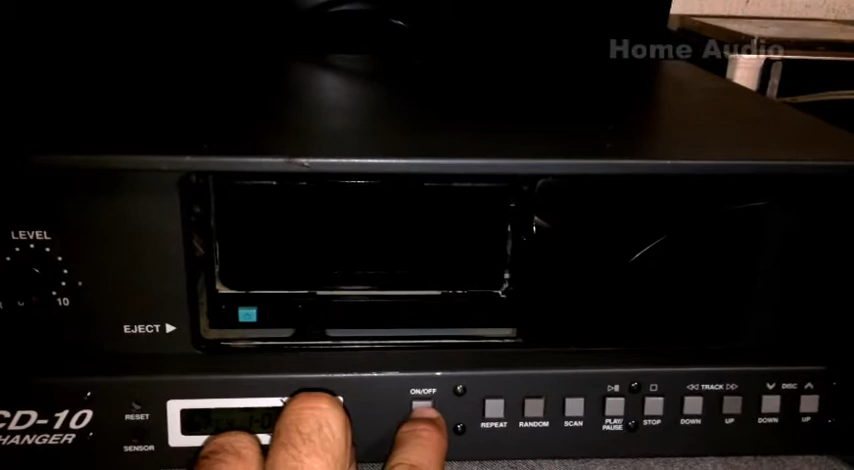 Home Audio
LEVEL
10
EJECT
ON/OFF
TRACK
DISC
CD-10
CHANGER
RESET
SENSOR
REPEAT
RANDOM
SCAN
PLAY/
PAUSE
STOP
DOWN
UP
DOWN
UP